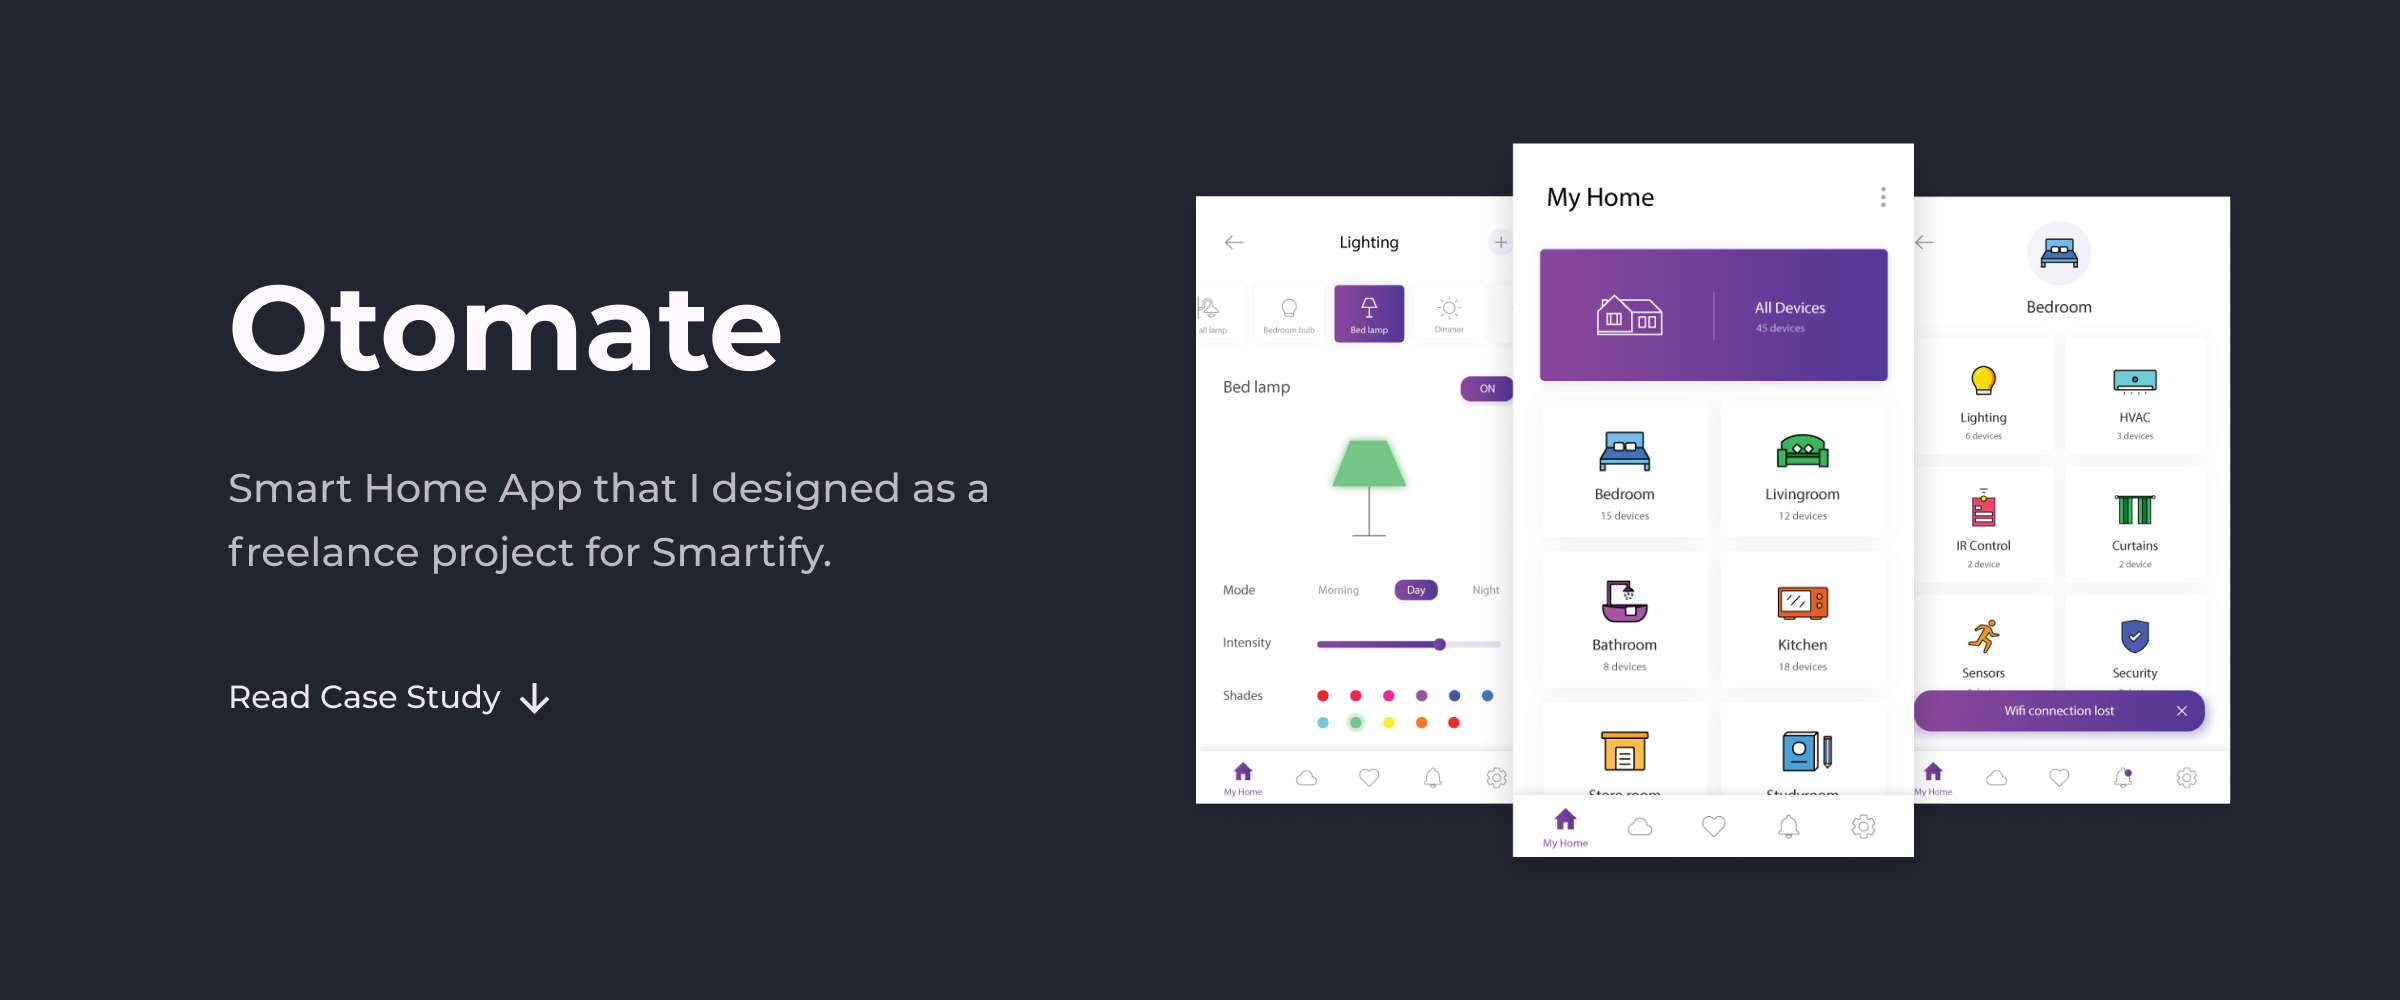 Otomate
Smart Home App that I designed as a
freelance project for Smartify.
Read Case Study
Lighting
all lamp
Bedroom bulb
Bed lamp
Dimmer
Bed lamp
ON
Mode
Morning
Day
Night
Intensity
Shades
My Home
My Home
All Devices
45 devices
Bedroom
15 devices
Livingroom
12 devices
Bathroom
8 devices
Kitchen
18 devices
Store room
Studyroom
My Home
Bedroom
Lighting
6 devices
HVAC
3 devices
IR Control
2 device
Curtains
2 device
Sensors
Security
Wifi connection lost
My Home